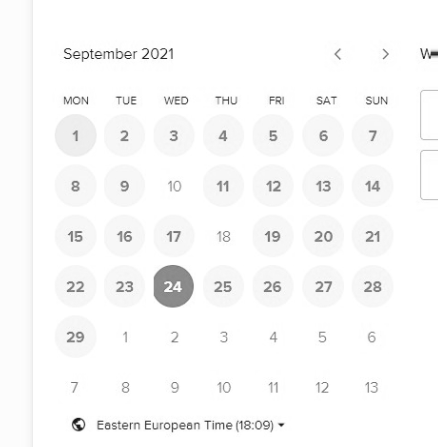 September 2021
MON TUE WED THU FRI SAT SUN
1 2 3 4 5 6 7
8 9 10 11 12 13 14
15 16 17 18 19 20 21
22 23 24 25 26 27 28
29 1 2 3 4 5 6
7 8 9 10 11 12 13
Eastern European Time (18:09)